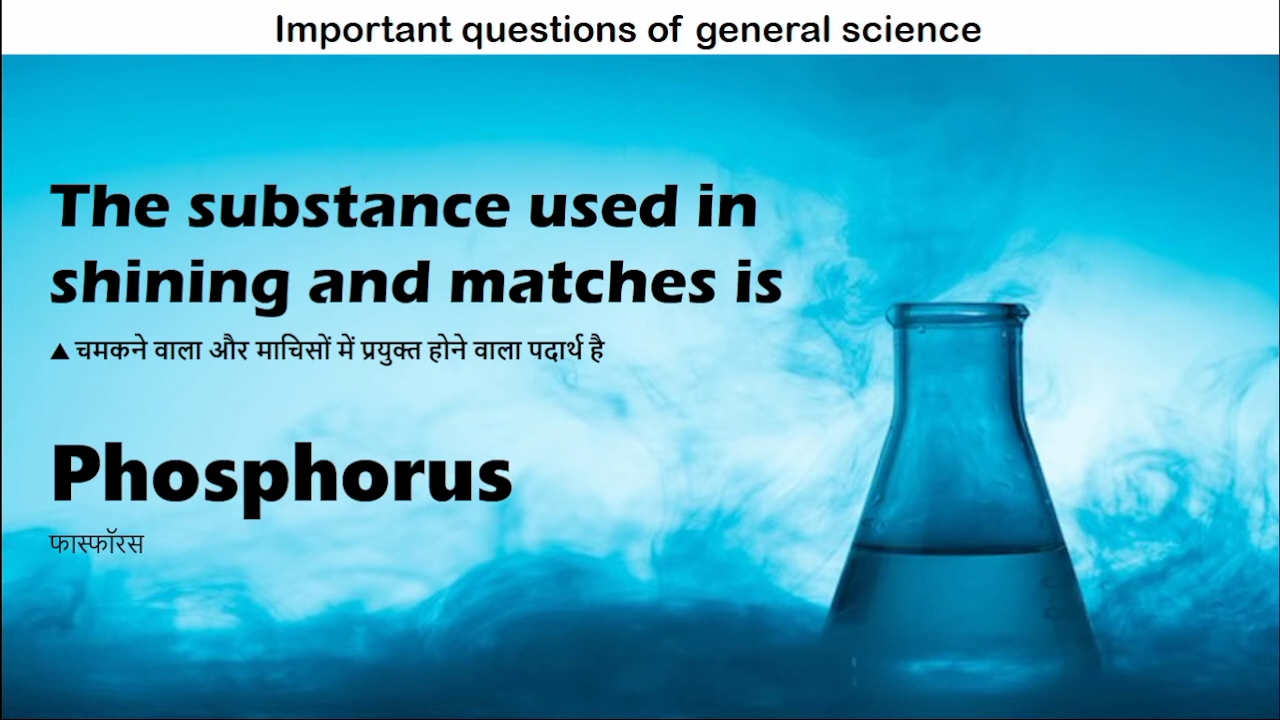 Important questions of general science
The substance used in
shining and matches is
▲चमकने वाला और माचिसों में प्रयुक्त होने वाला पदार्थ है
Phosphorus
फास्फॉरस